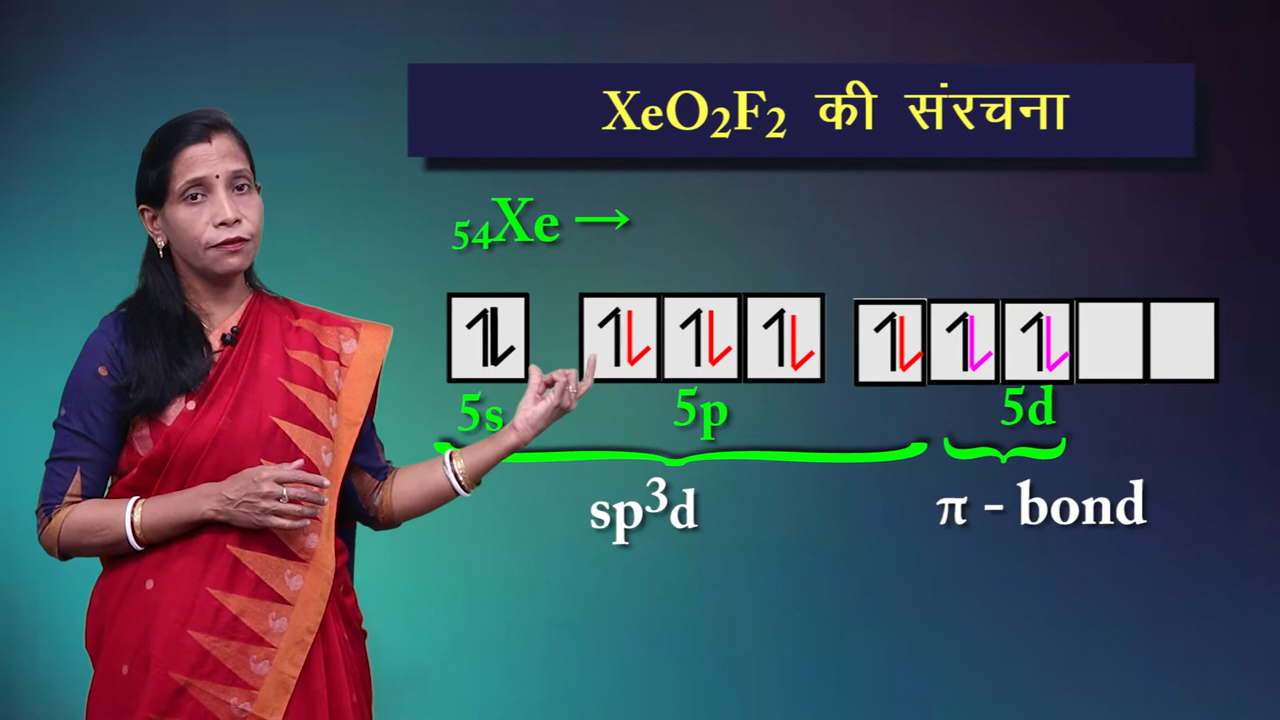 XeO₂F₂ की संरचना
₅₄Xe →
5s 5p 5d
sp³d π - bond